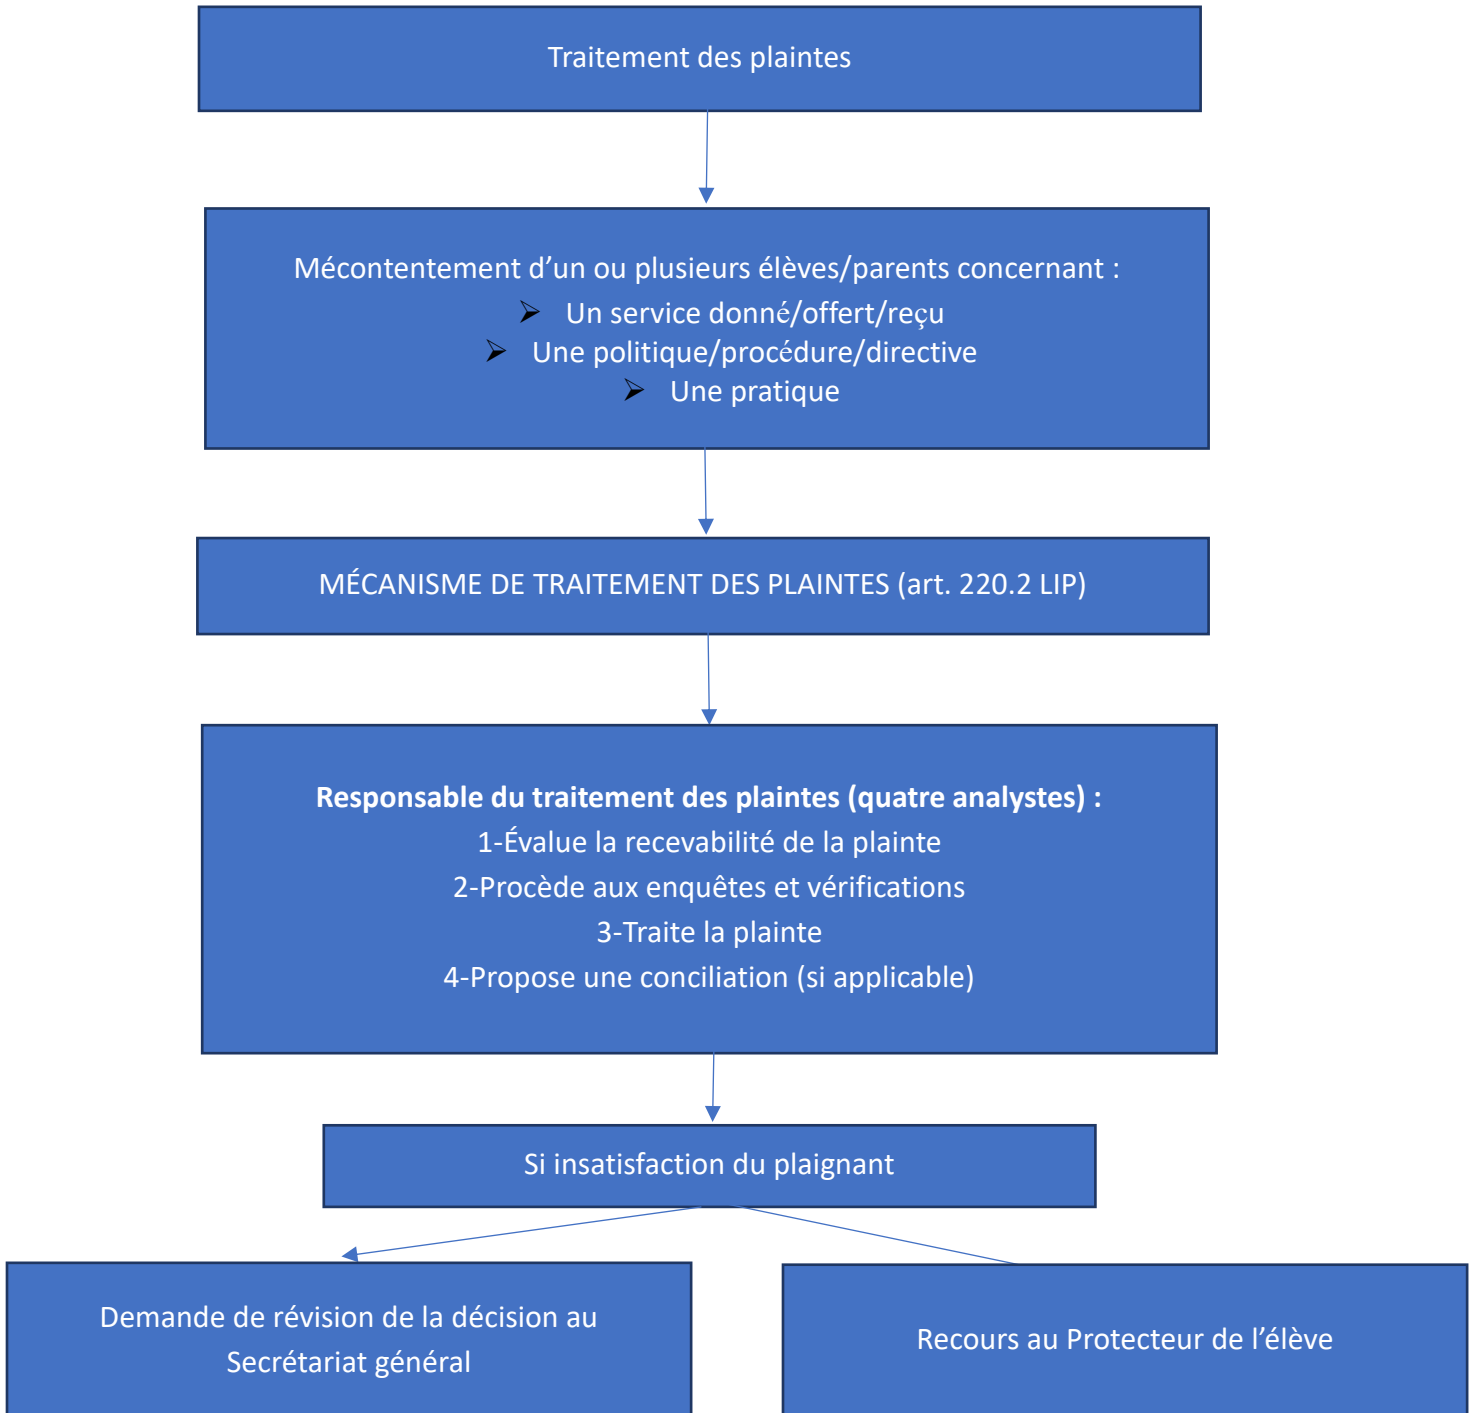 Traitement des plaintes
Mécontentement d’un ou plusieurs élèves/parents concernant :
➢ Un service donné/offert/reçu
➢ Une politique/procédure/directive
➢ Une pratique
MÉCANISME DE TRAITEMENT DES PLAINTES (art. 220.2 LIP)
Responsable du traitement des plaintes (quatre analystes) :
1-Évalue la recevabilité de la plainte
2-Procède aux enquêtes et vérifications
3-Traite la plainte
4-Propose une conciliation (si applicable)
Si insatisfaction du plaignant
Demande de révision de la décision au
Secrétariat général
Recours au Protecteur de l’élève